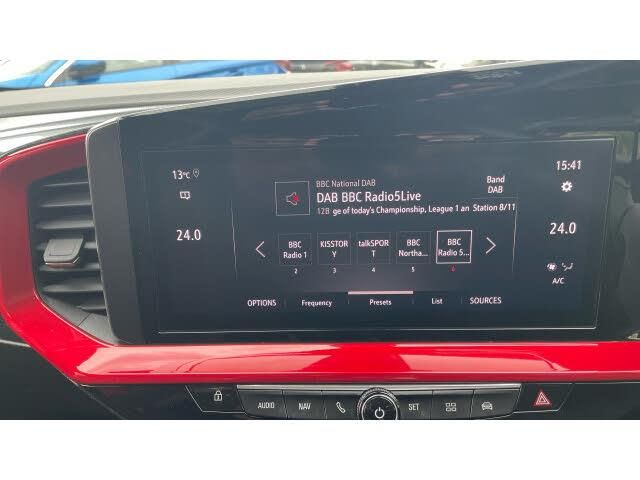 13°C
15:41
BBC National DAB
Band
DAB BBC Radio5Live
DAB
12B ge of today's Championship, League 1 an Station 8/11
24.0
24.0
BBC Radio 1
KISSTOR Y
talkSPOR T
BBC Northa...
BBC Radio 5...
2 3 4 5 6
A/C
OPTIONS Frequency Presets List SOURCES
AUDIO NAV SET